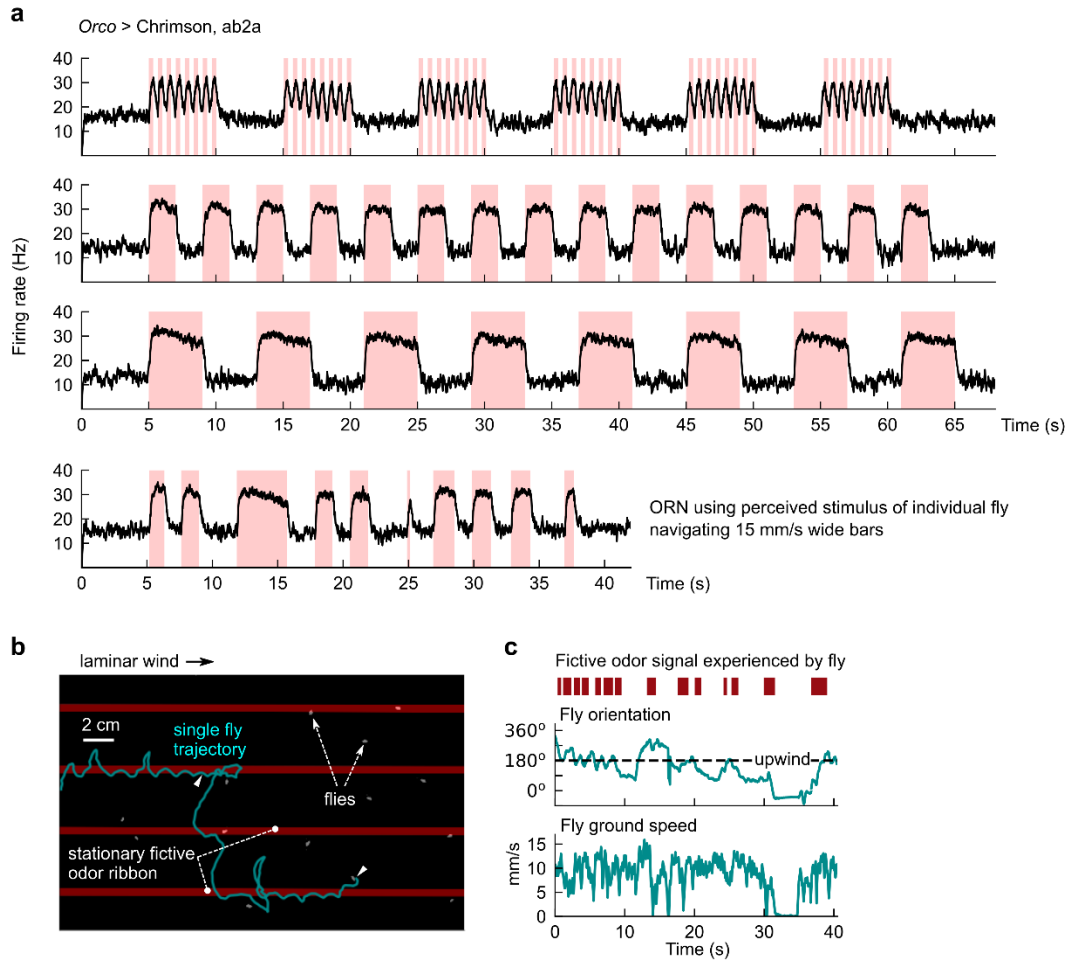 a
Orco > Chrimson, ab2a
40
30
20
10
40
30
20
10
40
30
20
10
Firing rate (Hz)
0 5 10 15 20 25 30 35 40 45 50 55 60 65 Time (s)
40
30
20
10
ORN using perceived stimulus of individual fly
navigating 15 mm/s wide bars
0 5 10 15 20 25 30 35 40 Time (s)
b
laminar wind
2 cm
single fly
trajectory
flies
stationary fictive
odor ribbon
c
Fictive odor signal experienced by fly
Fly orientation
360º
180º
0º
upwind
Fly ground speed
mm/s
15
10
5
0
0 10 20 30 40
Time (s)